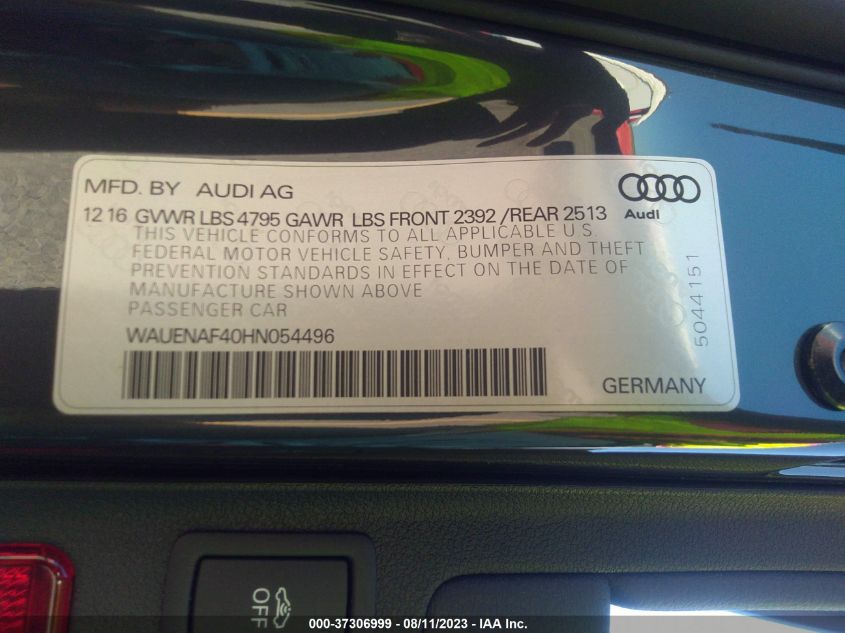 MFD. BY AUDI AG
Audi
12 16 GVWR LBS 4795 GAWR LBS FRONT 2392 /REAR 2513
THIS VEHICLE CONFORMS TO ALL APPLICABLE U.S.
FEDERAL MOTOR VEHICLE SAFETY, BUMPER AND THEFT
PREVENTION STANDARDS IN EFFECT ON THE DATE OF
MANUFACTURE SHOWN ABOVE
PASSENGER CAR
WAUENAF40HN054496
5044151
GERMANY
OFF
000-37306999 - 08/11/2023 - IAA Inc.